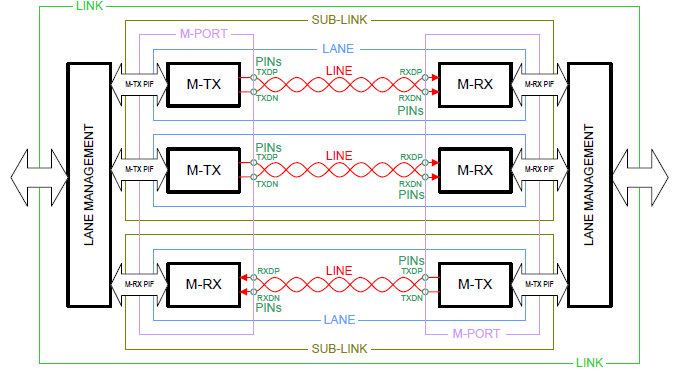 LINK
SUB-LINK
M-PORT
LANE
PINs
TXDP
LINE
RXDP
M-TX PIF
M-TX
M-RX
M-RX PIF
TXDN
RXDN
PINs
LANE MANAGEMENT
LANE MANAGEMENT
PINs
TXDP
LINE
RXDP
M-TX PIF
M-TX
M-RX
M-RX PIF
TXDN
RXDN
PINs
PINs
RXDP
LINE
TXDP
M-RX PIF
M-RX
M-TX
M-TX PIF
RXDN
TXDN
PINs
LANE
M-PORT
SUB-LINK
LINK